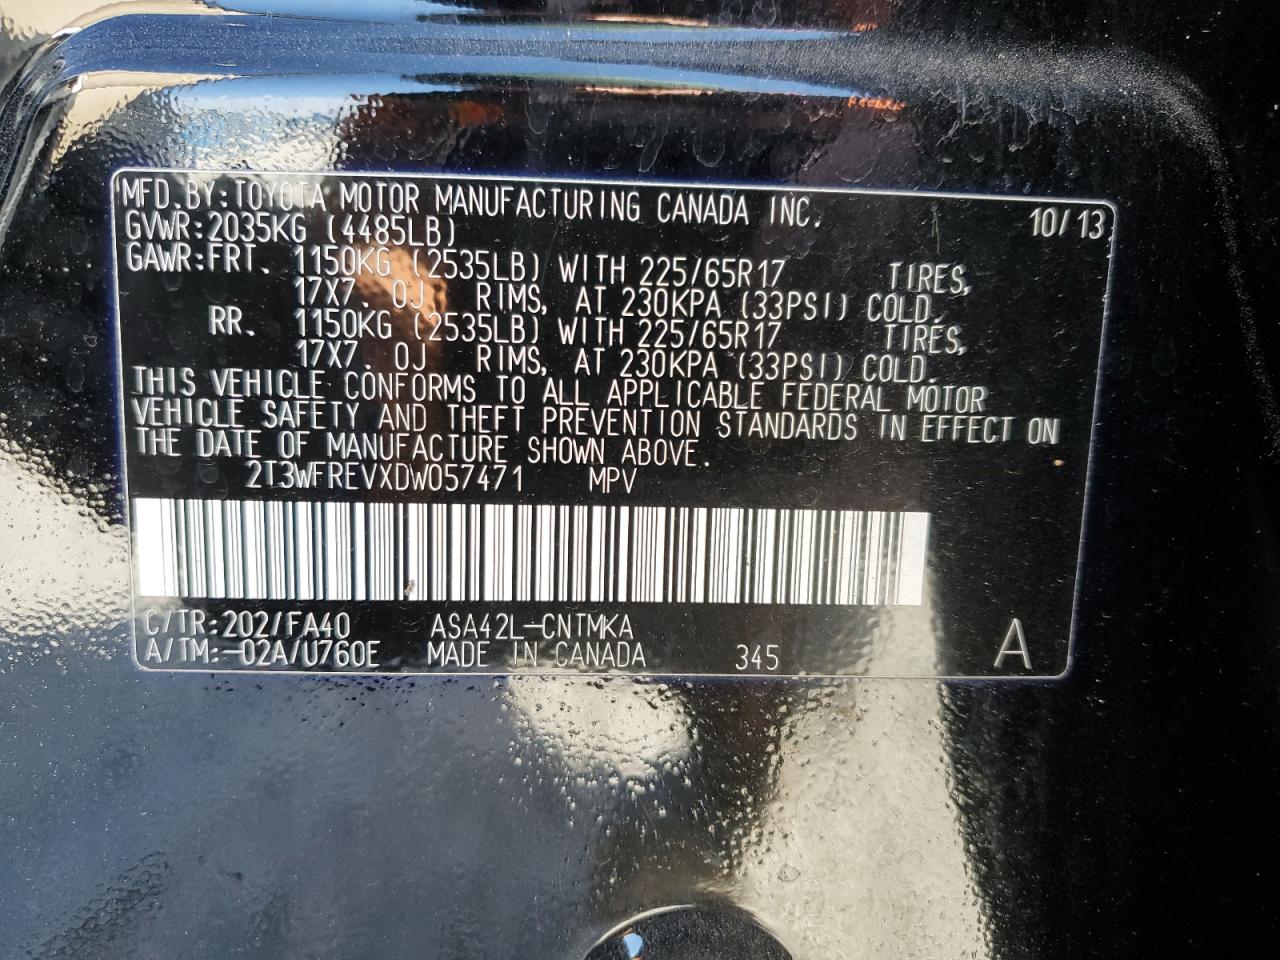 MFD.BY:TOYOTA MOTOR MANUFACTURING CANADA INC. 10/13
GVWR:2035KG (4485LB)
GAWR:FRT. 1150KG (2535LB) WITH 225/65R17 TIRES,
17X7. 0J RIMS, AT 230KPA (33PSI) COLD.
RR. 1150KG (2535LB) WITH 225/65R17 TIRES,
17X7. 0J RIMS, AT 230KPA (33PSI) COLD.
THIS VEHICLE CONFORMS TO ALL APPLICABLE FEDERAL MOTOR
VEHICLE SAFETY AND THEFT PREVENTION STANDARDS IN EFFECT ON
THE DATE OF MANUFACTURE SHOWN ABOVE.
2T3WFREVXDW057471 MPV
C/TR:202/FA40 ASA42L-CNTMKA
A/TM:-02A/U760E MADE IN CANADA 345 A